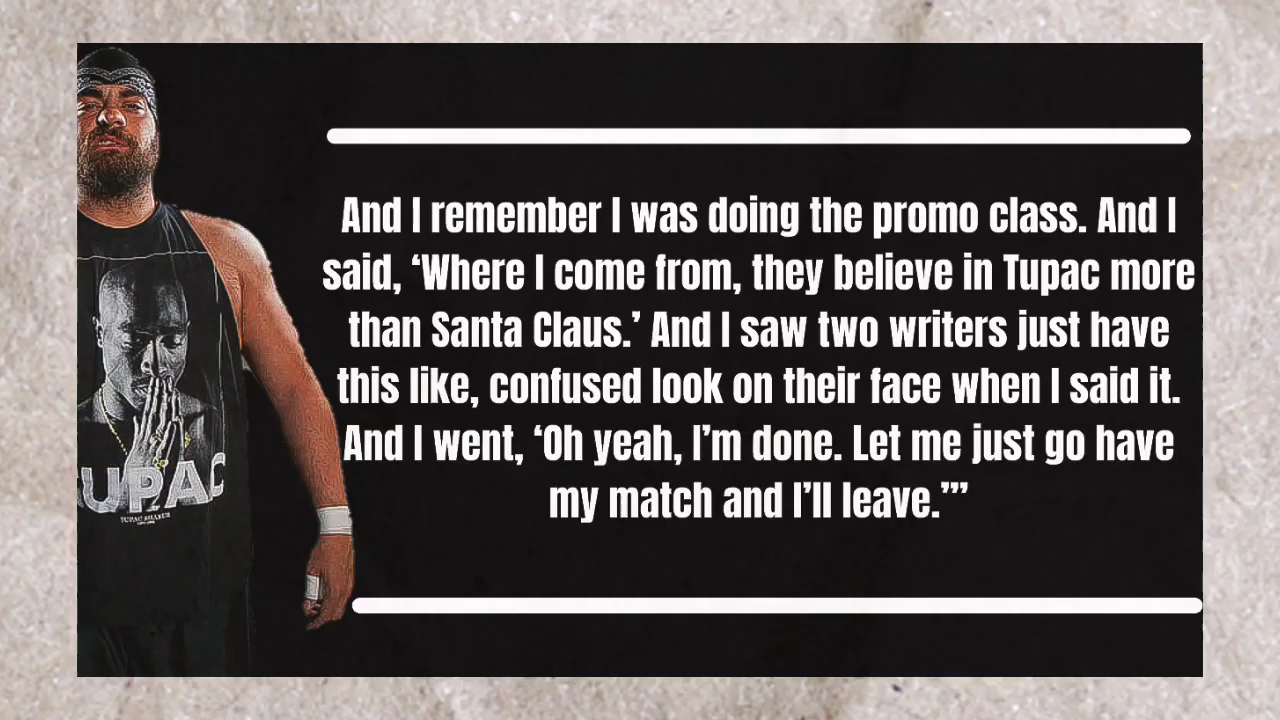 And I remember I was doing the promo class. And I
said, ‘Where I come from, they believe in Tupac more
than Santa Claus.’ And I saw two writers just have
this like, confused look on their face when I said it.
And I went, ‘Oh yeah, I’m done. Let me just go have
my match and I’ll leave.’”
TUPAC